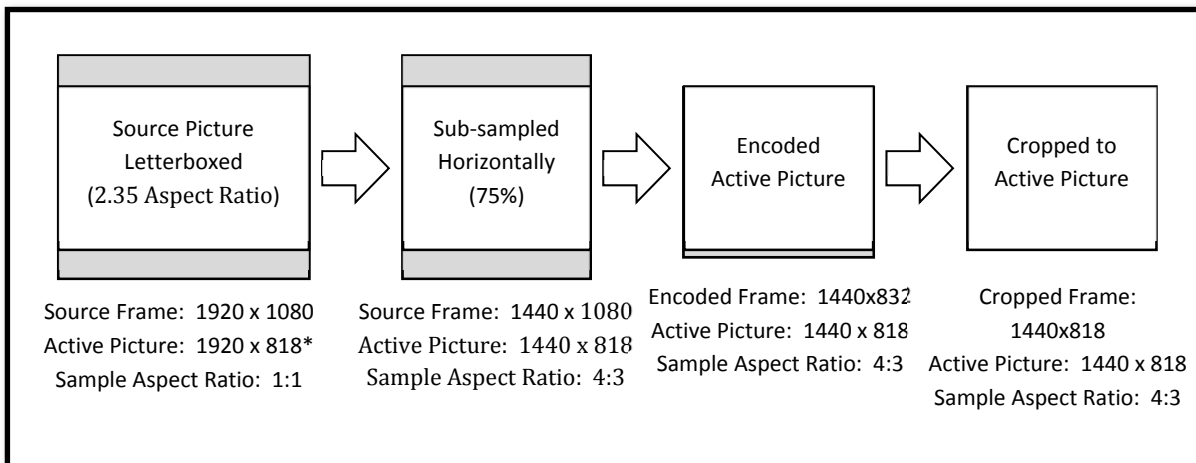 Source Picture
Letterboxed
(2.35 Aspect Ratio)
Sub-sampled
Horizontally
(75%)
Encoded
Active Picture
Cropped to
Active Picture
Source Frame: 1920 x 1080
Active Picture: 1920 x 818*
Sample Aspect Ratio: 1:1
Source Frame: 1440 x 1080
Active Picture: 1440 x 818
Sample Aspect Ratio: 4:3
Encoded Frame: 1440x832
Active Picture: 1440 x 818
Sample Aspect Ratio: 4:3
Cropped Frame:
1440x818
Active Picture: 1440 x 818
Sample Aspect Ratio: 4:3